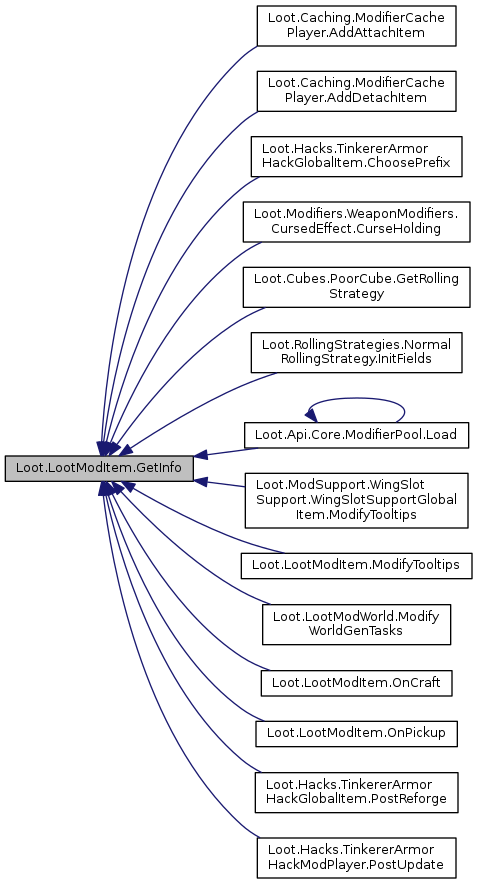 Loot.Caching.ModifierCache
Player.AddAttachItem
Loot.Caching.ModifierCache
Player.AddDetachItem
Loot.Hacks.TinkererArmor
HackGlobalItem.ChoosePrefix
Loot.Modifiers.WeaponModifiers.
CursedEffect.CurseHolding
Loot.Cubes.PoorCube.GetRolling
Strategy
Loot.RollingStrategies.Normal
RollingStrategy.InitFields
Loot.Api.Core.ModifierPool.Load
Loot.LootModItem.GetInfo
Loot.ModSupport.WingSlot
Support.WingSlotSupportGlobal
Item.ModifyTooltips
Loot.LootModItem.ModifyTooltips
Loot.LootModWorld.Modify
WorldGenTasks
Loot.LootModItem.OnCraft
Loot.LootModItem.OnPickup
Loot.Hacks.TinkererArmor
HackGlobalItem.PostReforge
Loot.Hacks.TinkererArmor
HackModPlayer.PostUpdate